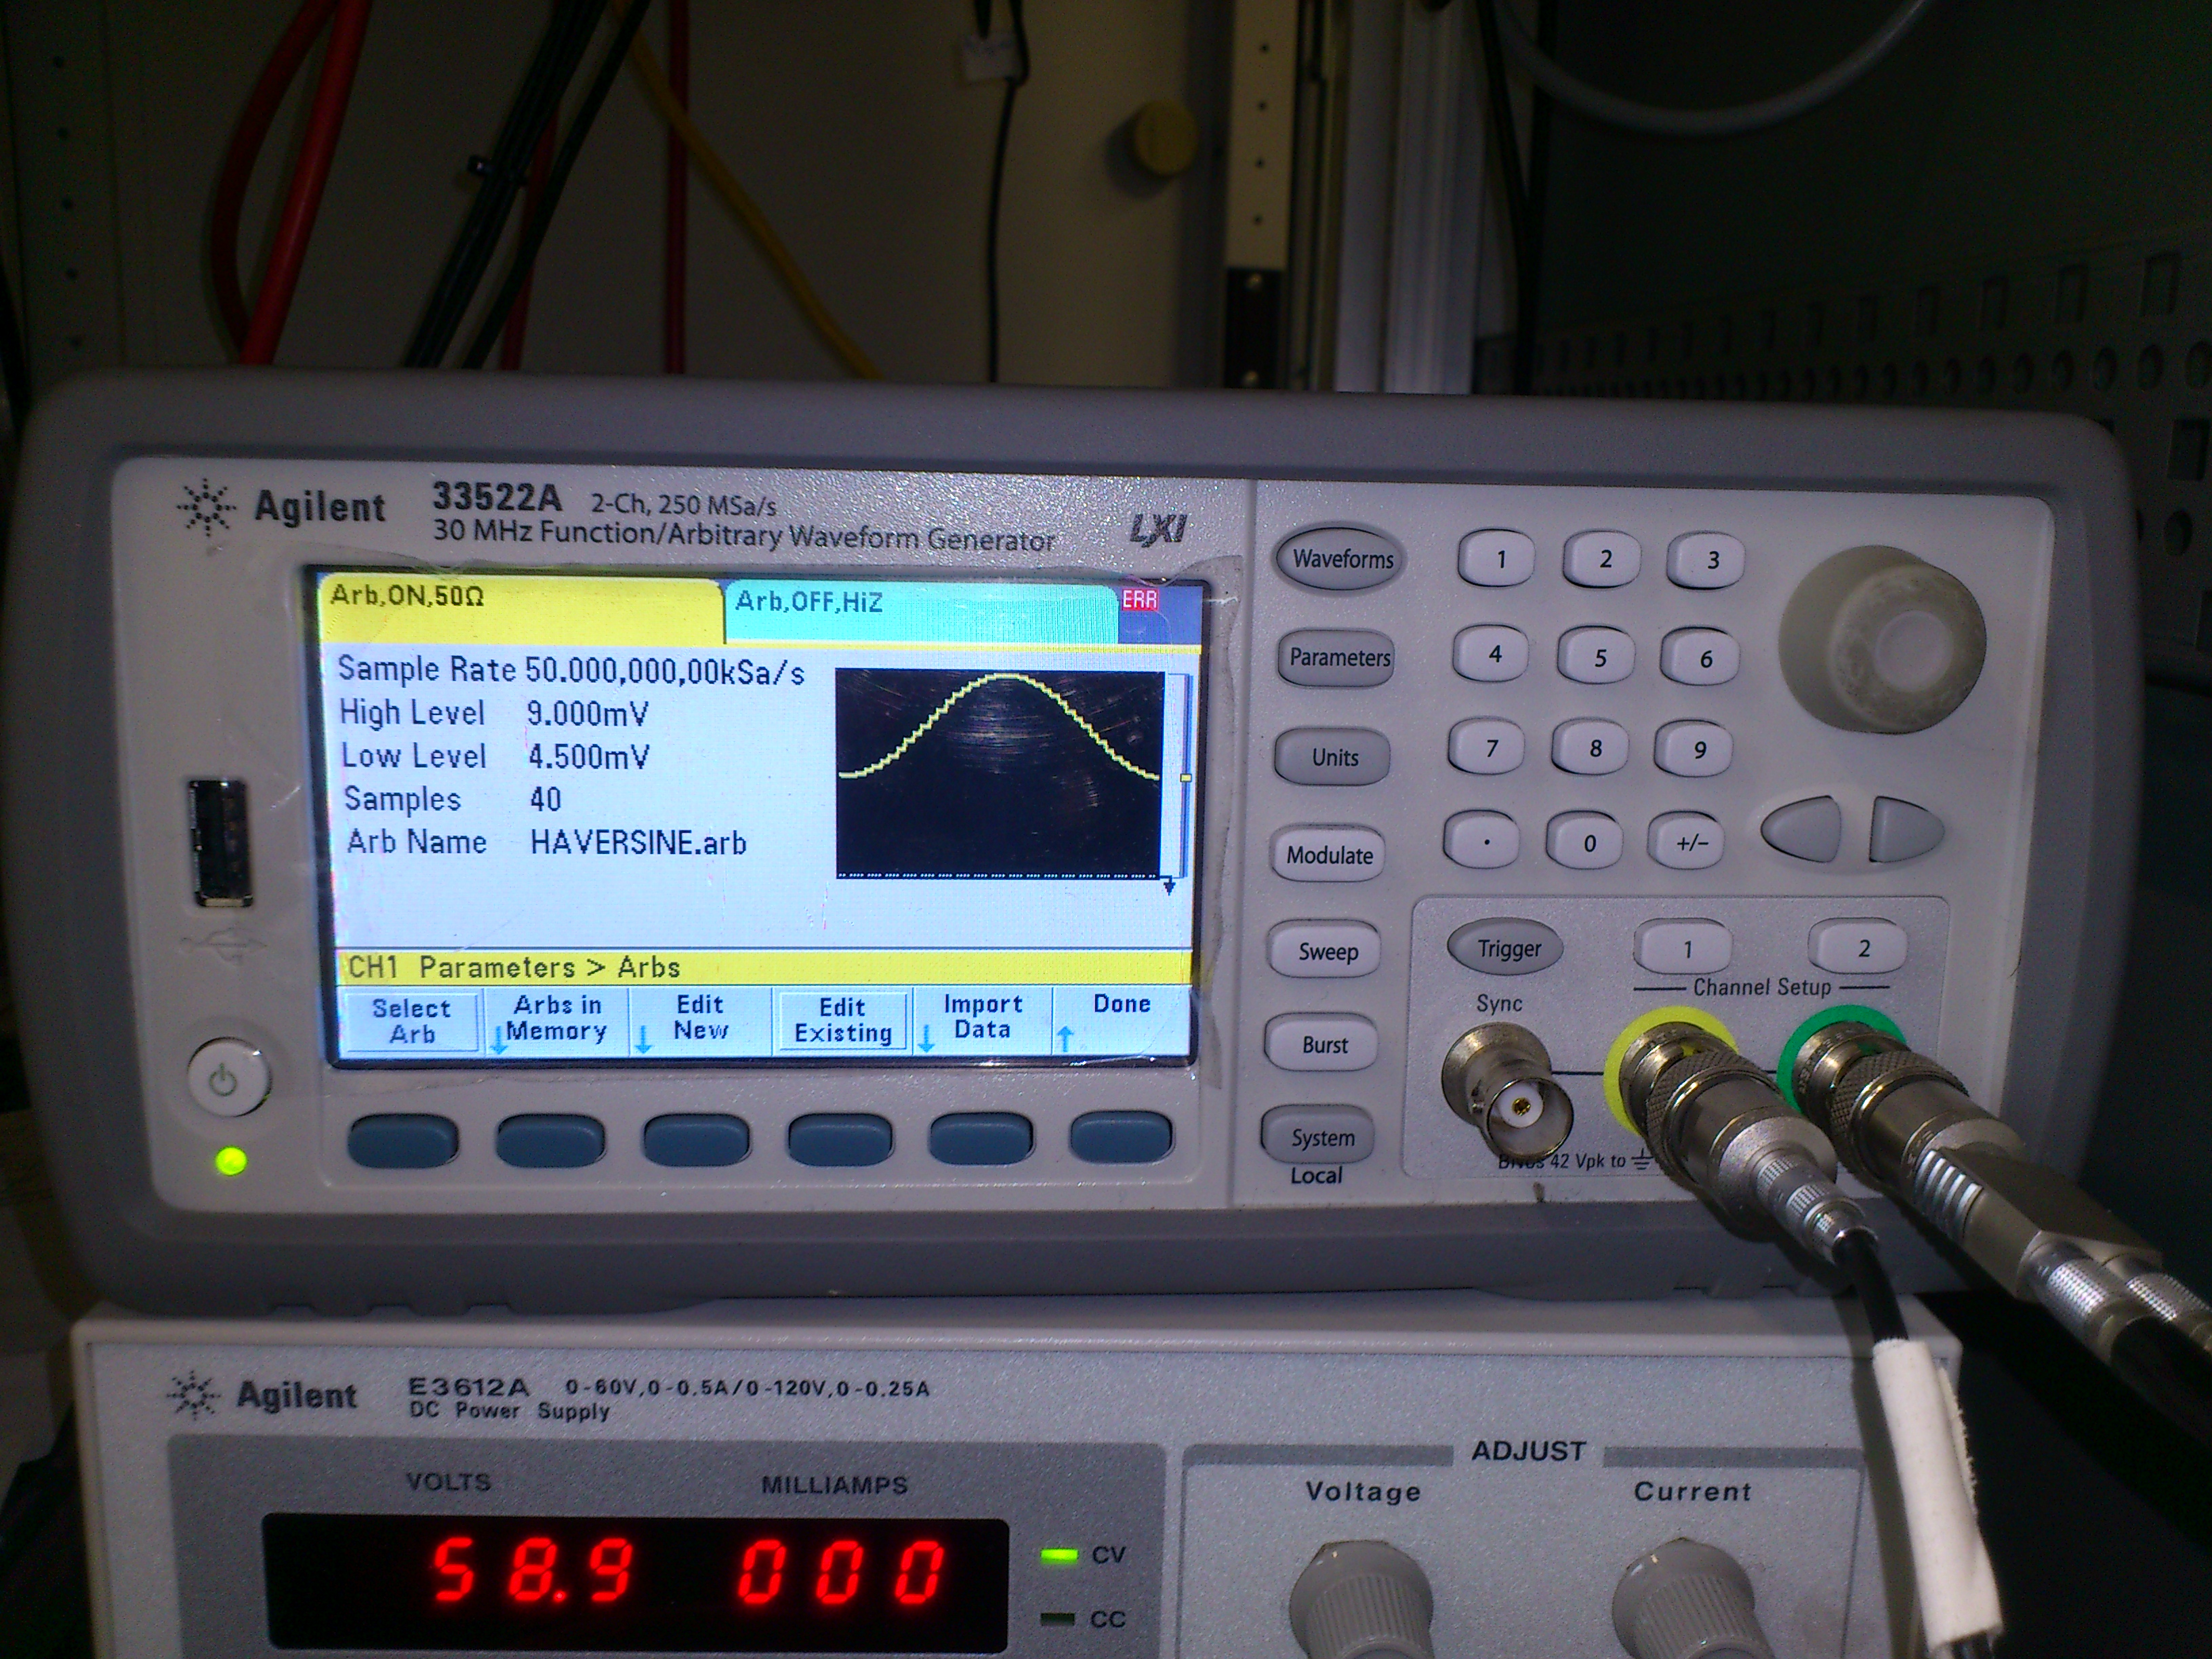 Agilent 33522A 2-Ch, 250 MSa/s
30 MHz Function/Arbitrary Waveform Generator
LXI
Arb,ON,50Ω
Arb,OFF,HiZ
ERR
Sample Rate 50.000,000,00kSa/s
High Level 9.000mV
Low Level 4.500mV
Samples 40
Arb Name HAVERSINE.arb
CH1 Parameters > Arbs
Select Arb
Arbs in Memory
Edit New
Edit Existing
Import Data
Done
Waveforms
Parameters
Units
Modulate
Sweep
Burst
System
Local
1 2 3
4 5 6
7 8 9
. 0 +/-
Trigger 1 2
Channel Setup
Sync
42 Vpk to
Agilent E3612A 0-60V,0-0.5A/0-120V,0-0.25A
DC Power Supply
VOLTS MILLIAMPS
58.9 000
CV
CC
ADJUST
Voltage Current